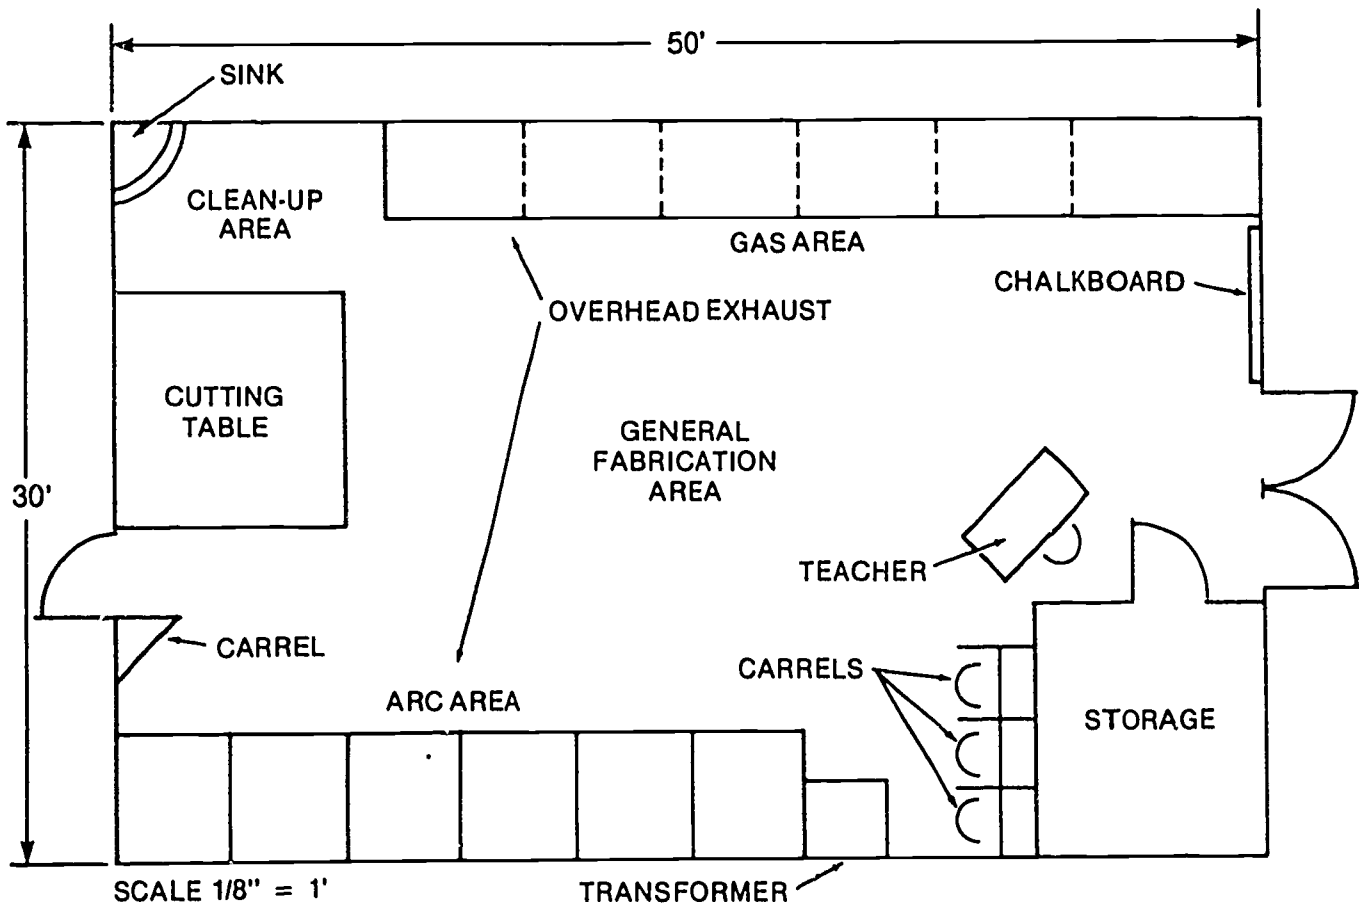 50'
SINK
CLEAN-UP
AREA
GAS AREA
CHALKBOARD
OVERHEAD EXHAUST
CUTTING
TABLE
GENERAL
FABRICATION
AREA
30'
TEACHER
CARREL
CARRELS
ARC AREA
STORAGE
SCALE 1/8" = 1'
TRANSFORMER